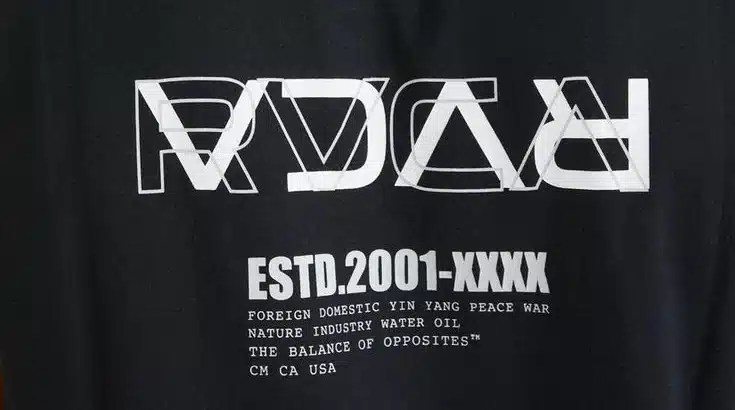 RVCA
ESTD.2001-XXXX
FOREIGN DOMESTIC YIN YANG PEACE WAR
NATURE INDUSTRY WATER OIL
THE BALANCE OF OPPOSITES™
CM CA USA